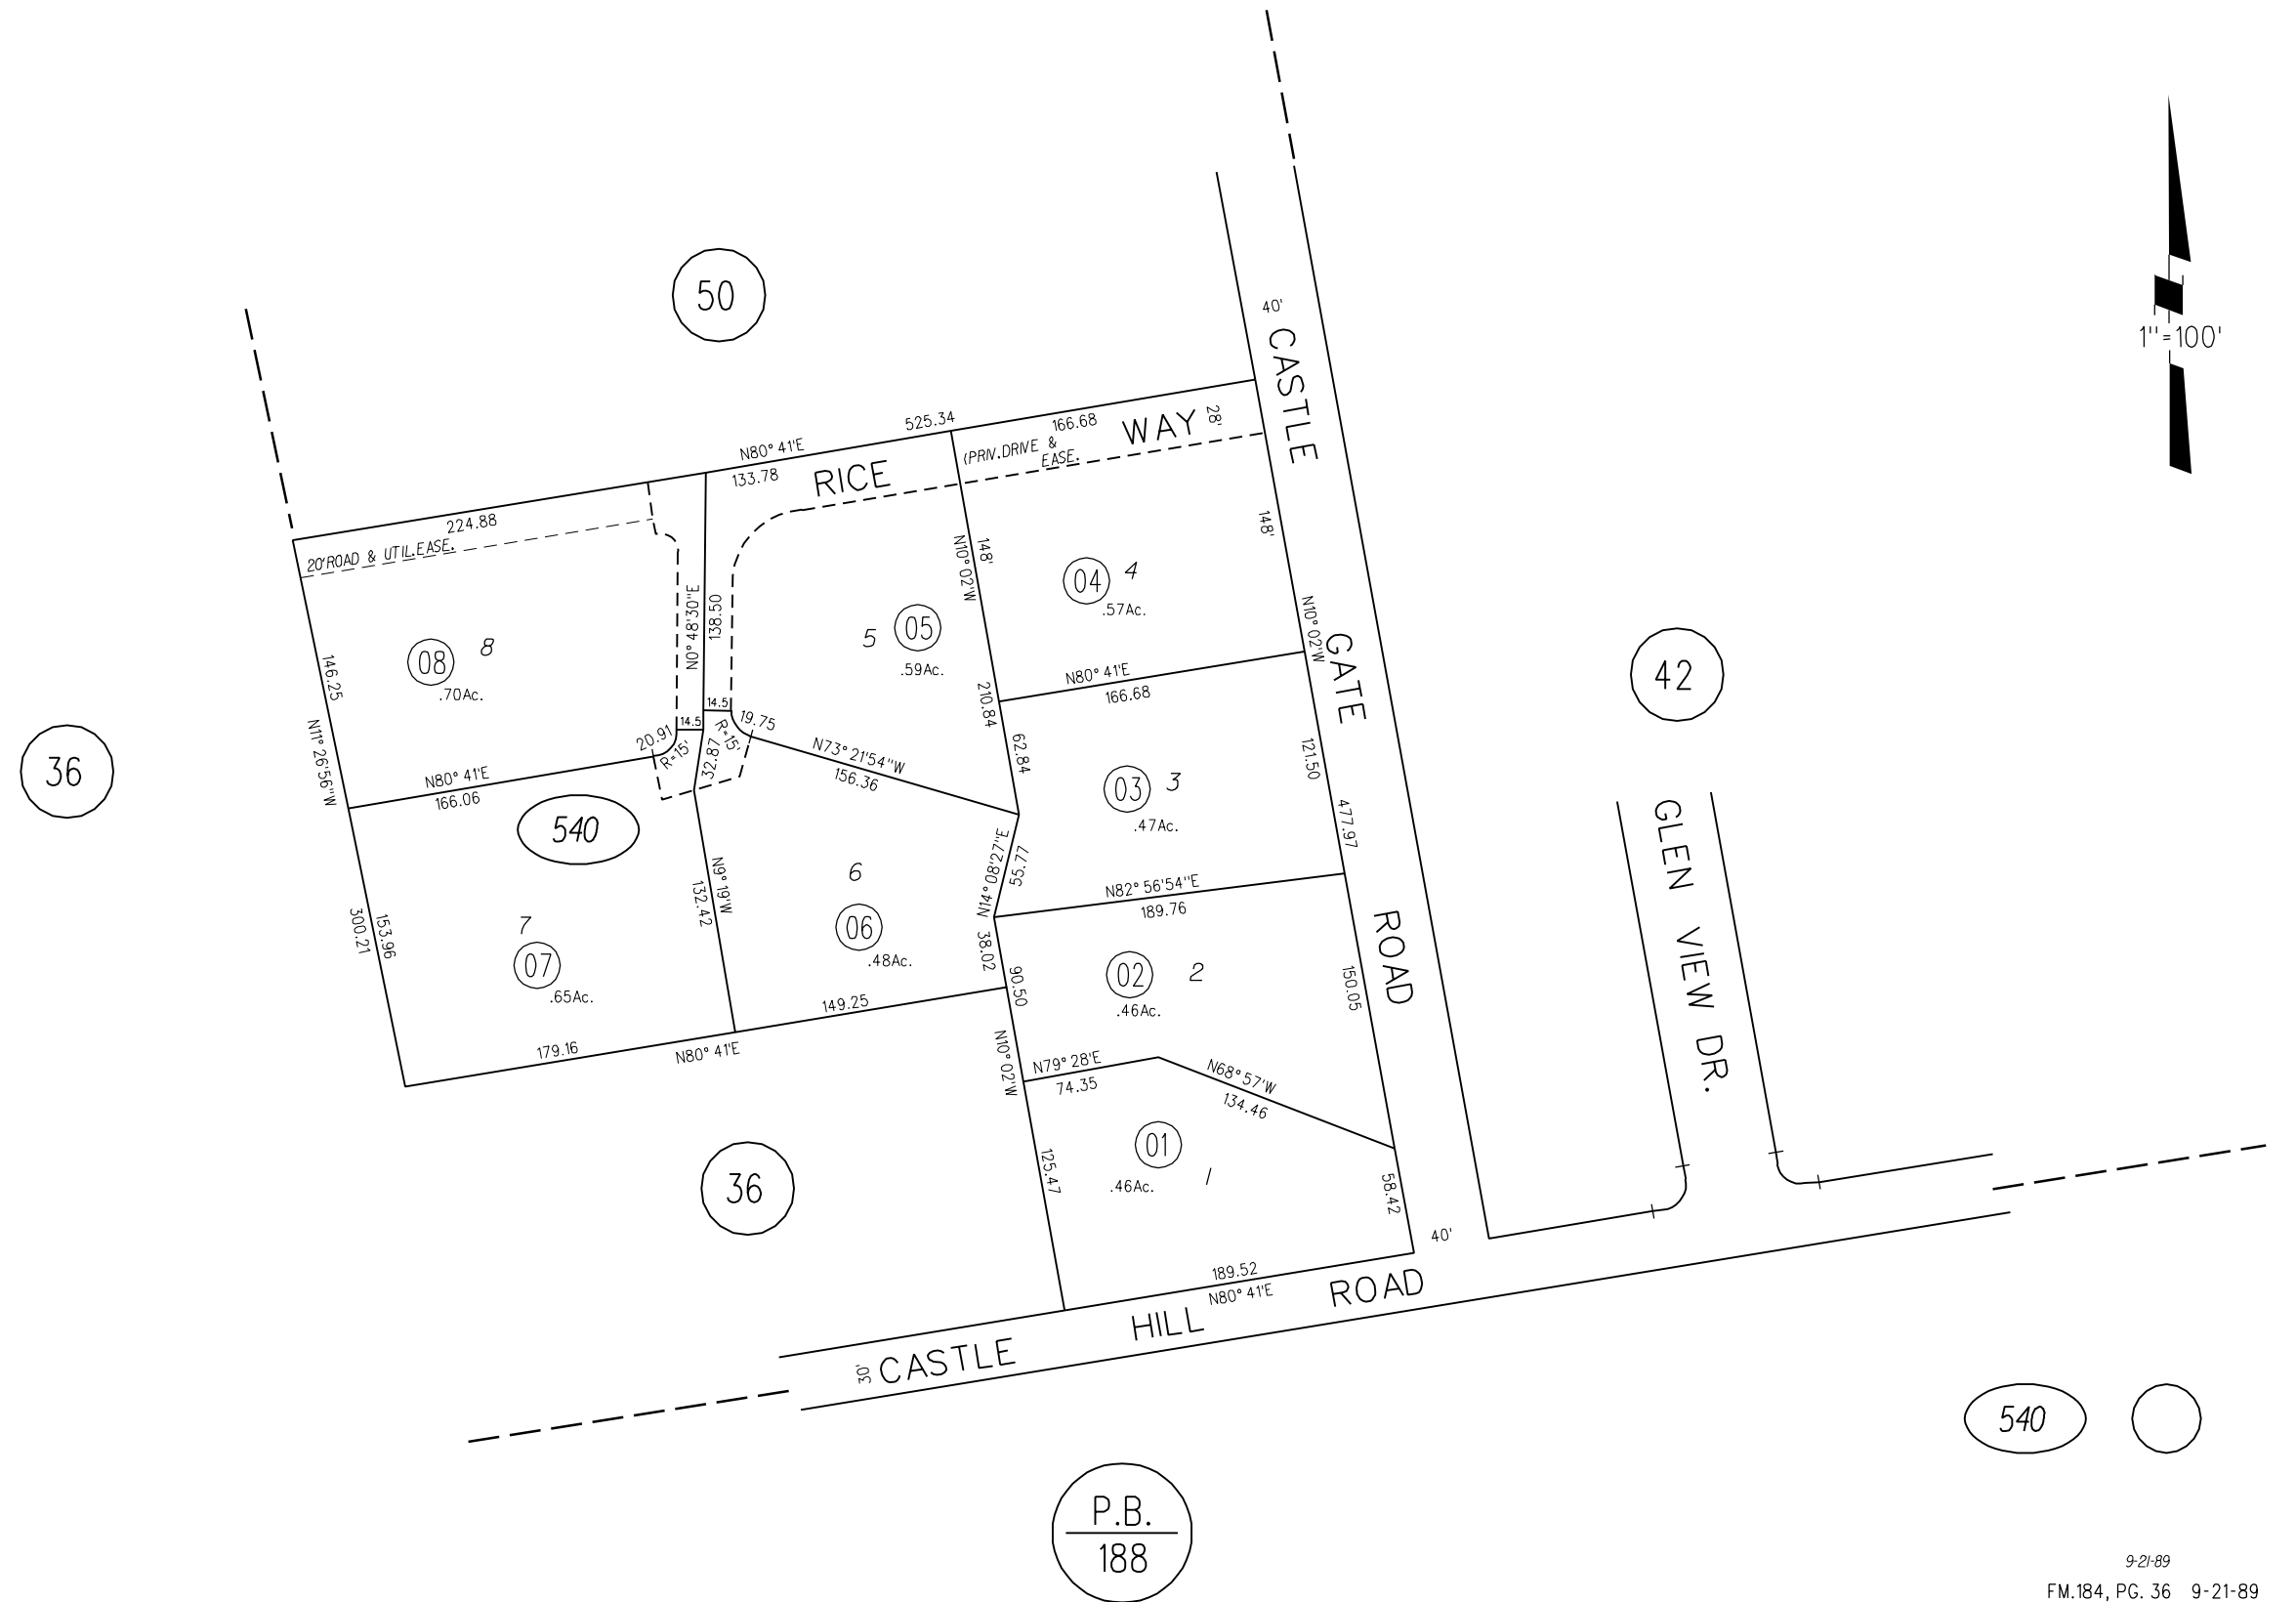 50
40'
CASTLE
GATE
ROAD
1"=100'
525.34
N80° 41'E
166.68
WAY
28'
(PRIV.DRIVE &
EASE.
133.78
RICE
224.88
20'ROAD & UTIL.EASE.
148'
N10° 02'W
148'
04
4
.57Ac.
N0° 48'30"E
138.50
5
05
.59Ac.
08
8
.70Ac.
146.25
N11° 26'56"W
N10° 02'W
42
N80° 41'E
166.68
210.84
62.84
14.5
14.5
19.75
R=15'
20.91
R=15'
32.87
N73° 21'54"W
156.36
36
N80° 41'E
166.06
540
121.50
477.97
03
3
.47Ac.
GLEN VIEW DR.
N14° 08'27"E
55.77
N82° 56'54"E
189.76
6
06
.48Ac.
N9° 19'W
132.42
7
07
.65Ac.
300.21
153.96
38.02
90.50
02
2
.46Ac.
150.05
149.25
179.16
N80° 41'E
N10° 02'W
N79° 28'E
74.35
N68° 57'W
134.46
01
.46Ac.
1
125.47
58.42
36
40'
189.52
N80° 41'E
30'
CASTLE HILL ROAD
540
P.B.
188
9-21-89
FM.184, PG. 36 9-21-89